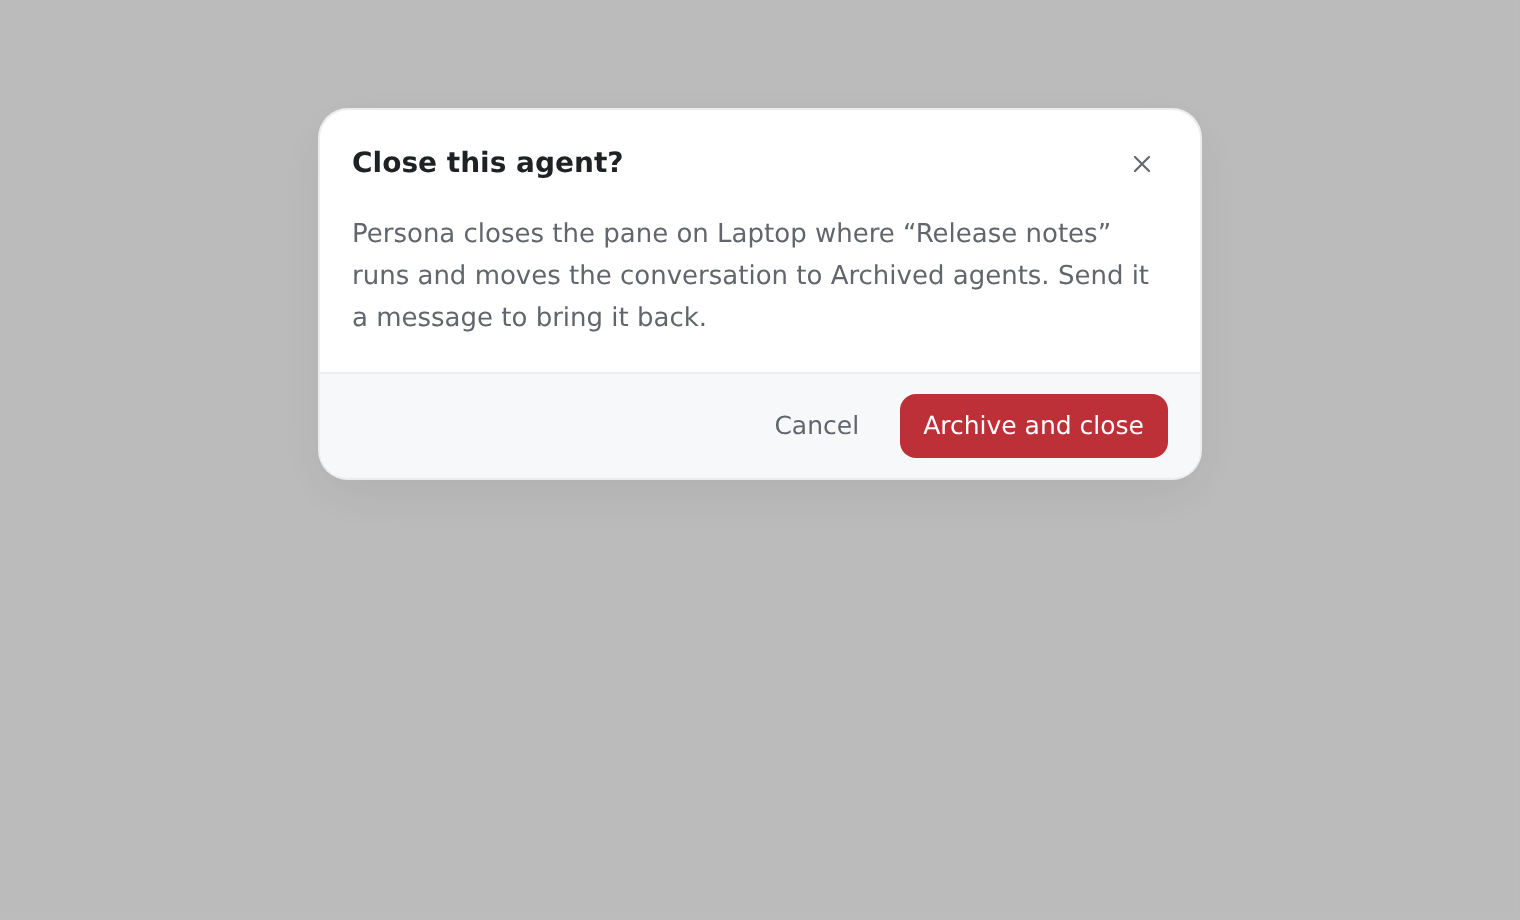 Close this agent?
Persona closes the pane on Laptop where “Release notes”
runs and moves the conversation to Archived agents. Send it
a message to bring it back.
Cancel
Archive and close